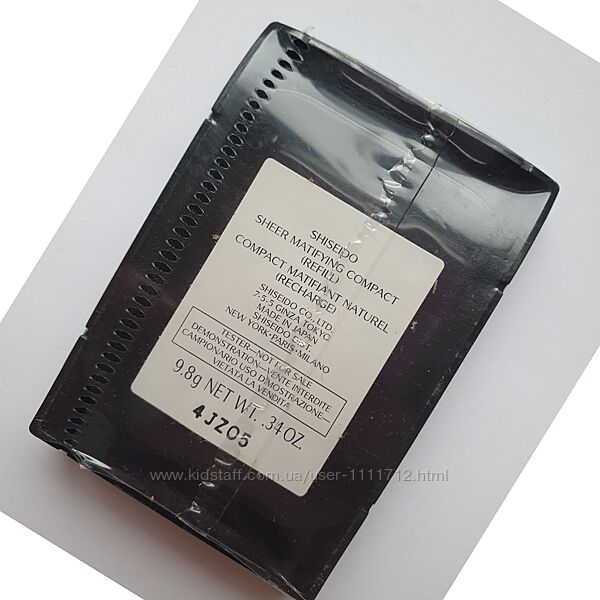 SHISEIDO
SHEER MATIFYING COMPACT
(REFILL)
COMPACT MATIFIANT NATUREL
(RECHARGE)
SHISEIDO CO., LTD.
7-5-5 GINZA, TOKYO
MADE IN JAPAN
SHISEIDO DIST.
NEW YORK-PARIS-MILANO
TESTER—NOT FOR SALE
DEMONSTRATION—VENTE INTERDITE
CAMPIONARIO USO DIMOSTRAZIONE—
VIETATA LA VENDITA
9.8g NET WT. .34 OZ.
4JZ05
www.kidstaff.com.ua/user-1111712.html